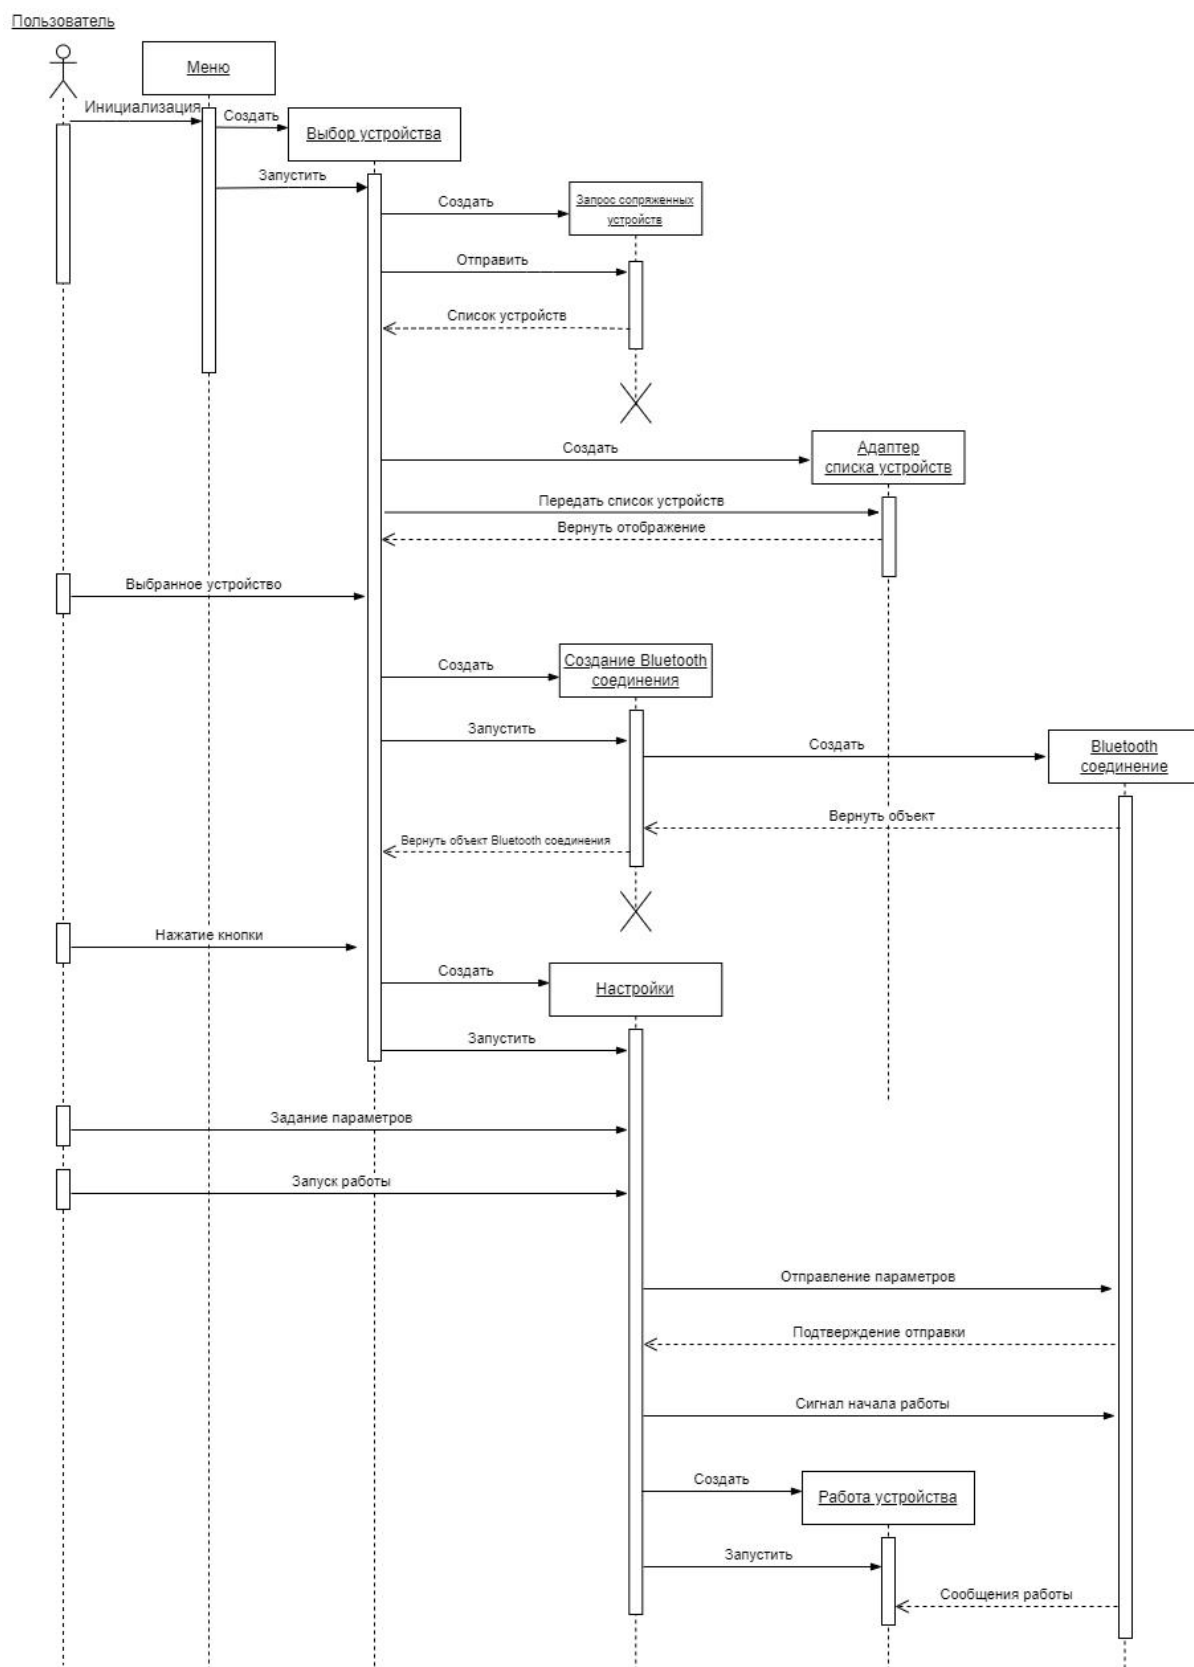 Пользователь
Меню
Инициализация
Создать
Выбор устройства
Запустить
Создать
Запрос сопряженных
устройств
Отправить
Список устройств
Создать
Адаптер
списка устройств
Передать список устройств
Вернуть отображение
Выбранное устройство
Создать
Создание Bluetooth
соединения
Запустить
Создать
Bluetooth
соединение
Вернуть объект
Вернуть объект Bluetooth соединения
Нажатие кнопки
Создать
Настройки
Запустить
Задание параметров
Запуск работы
Отправление параметров
Подтверждение отправки
Сигнал начала работы
Создать
Работа устройства
Запустить
Сообщения работы